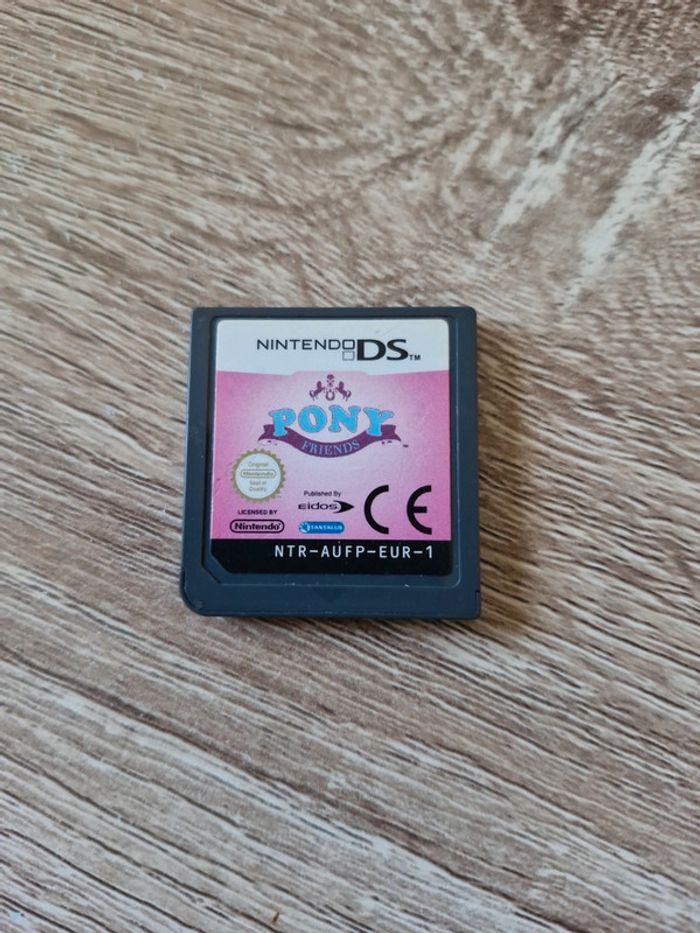 NINTENDO DS™
PONY
FRIENDS™
Original
Nintendo
Seal of
Quality
LICENSED BY
Nintendo
Published By
eidos
TANTALUS
CE
NTR-AUFP-EUR-1